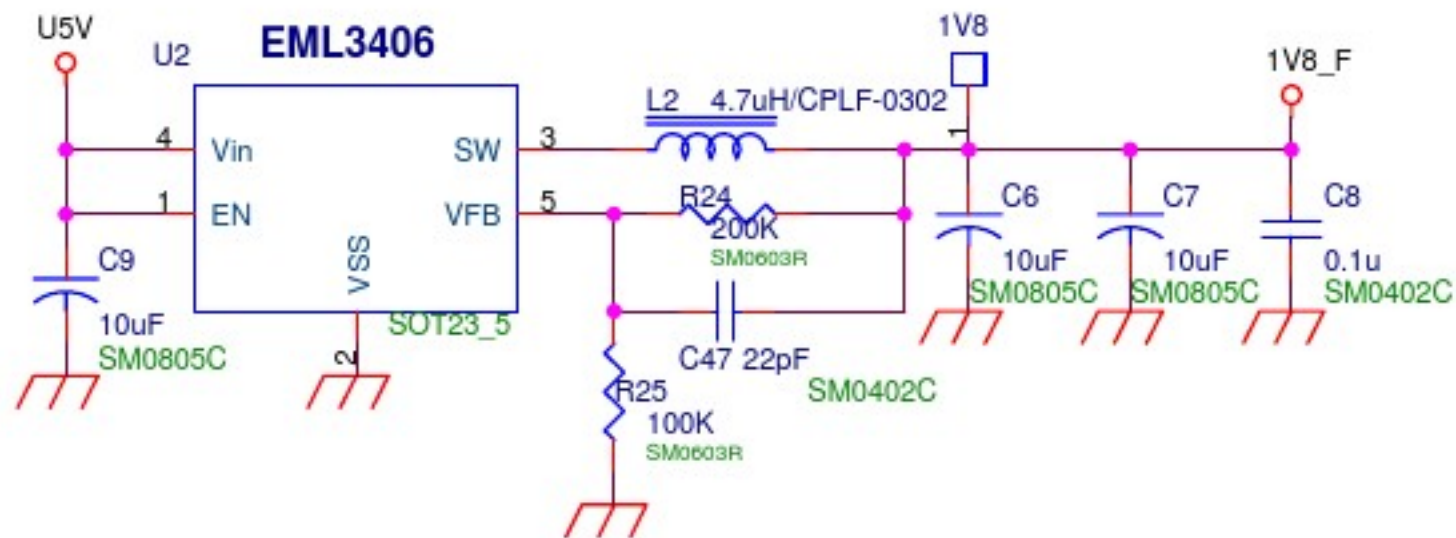 U5V
U2
EML3406
1V8
1V8_F
L2 4.7uH/CPLF-0302
4
Vin
SW
3
1
1
EN
VFB
5
R24
200K
SM0603R
C6
10uF
SM0805C
C7
10uF
SM0805C
C8
0.1u
SM0402C
C9
10uF
SM0805C
VSS
2
SOT23_5
C47 22pF
SM0402C
R25
100K
SM0603R